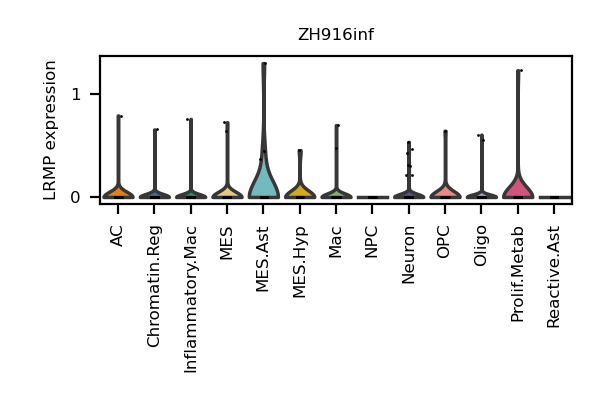 ZH916inf
LRMP expression
1
0
AC
Chromatin.Reg
Inflammatory.Mac
MES
MES.Ast
MES.Hyp
Mac
NPC
Neuron
OPC
Oligo
Prolif.Metab
Reactive.Ast